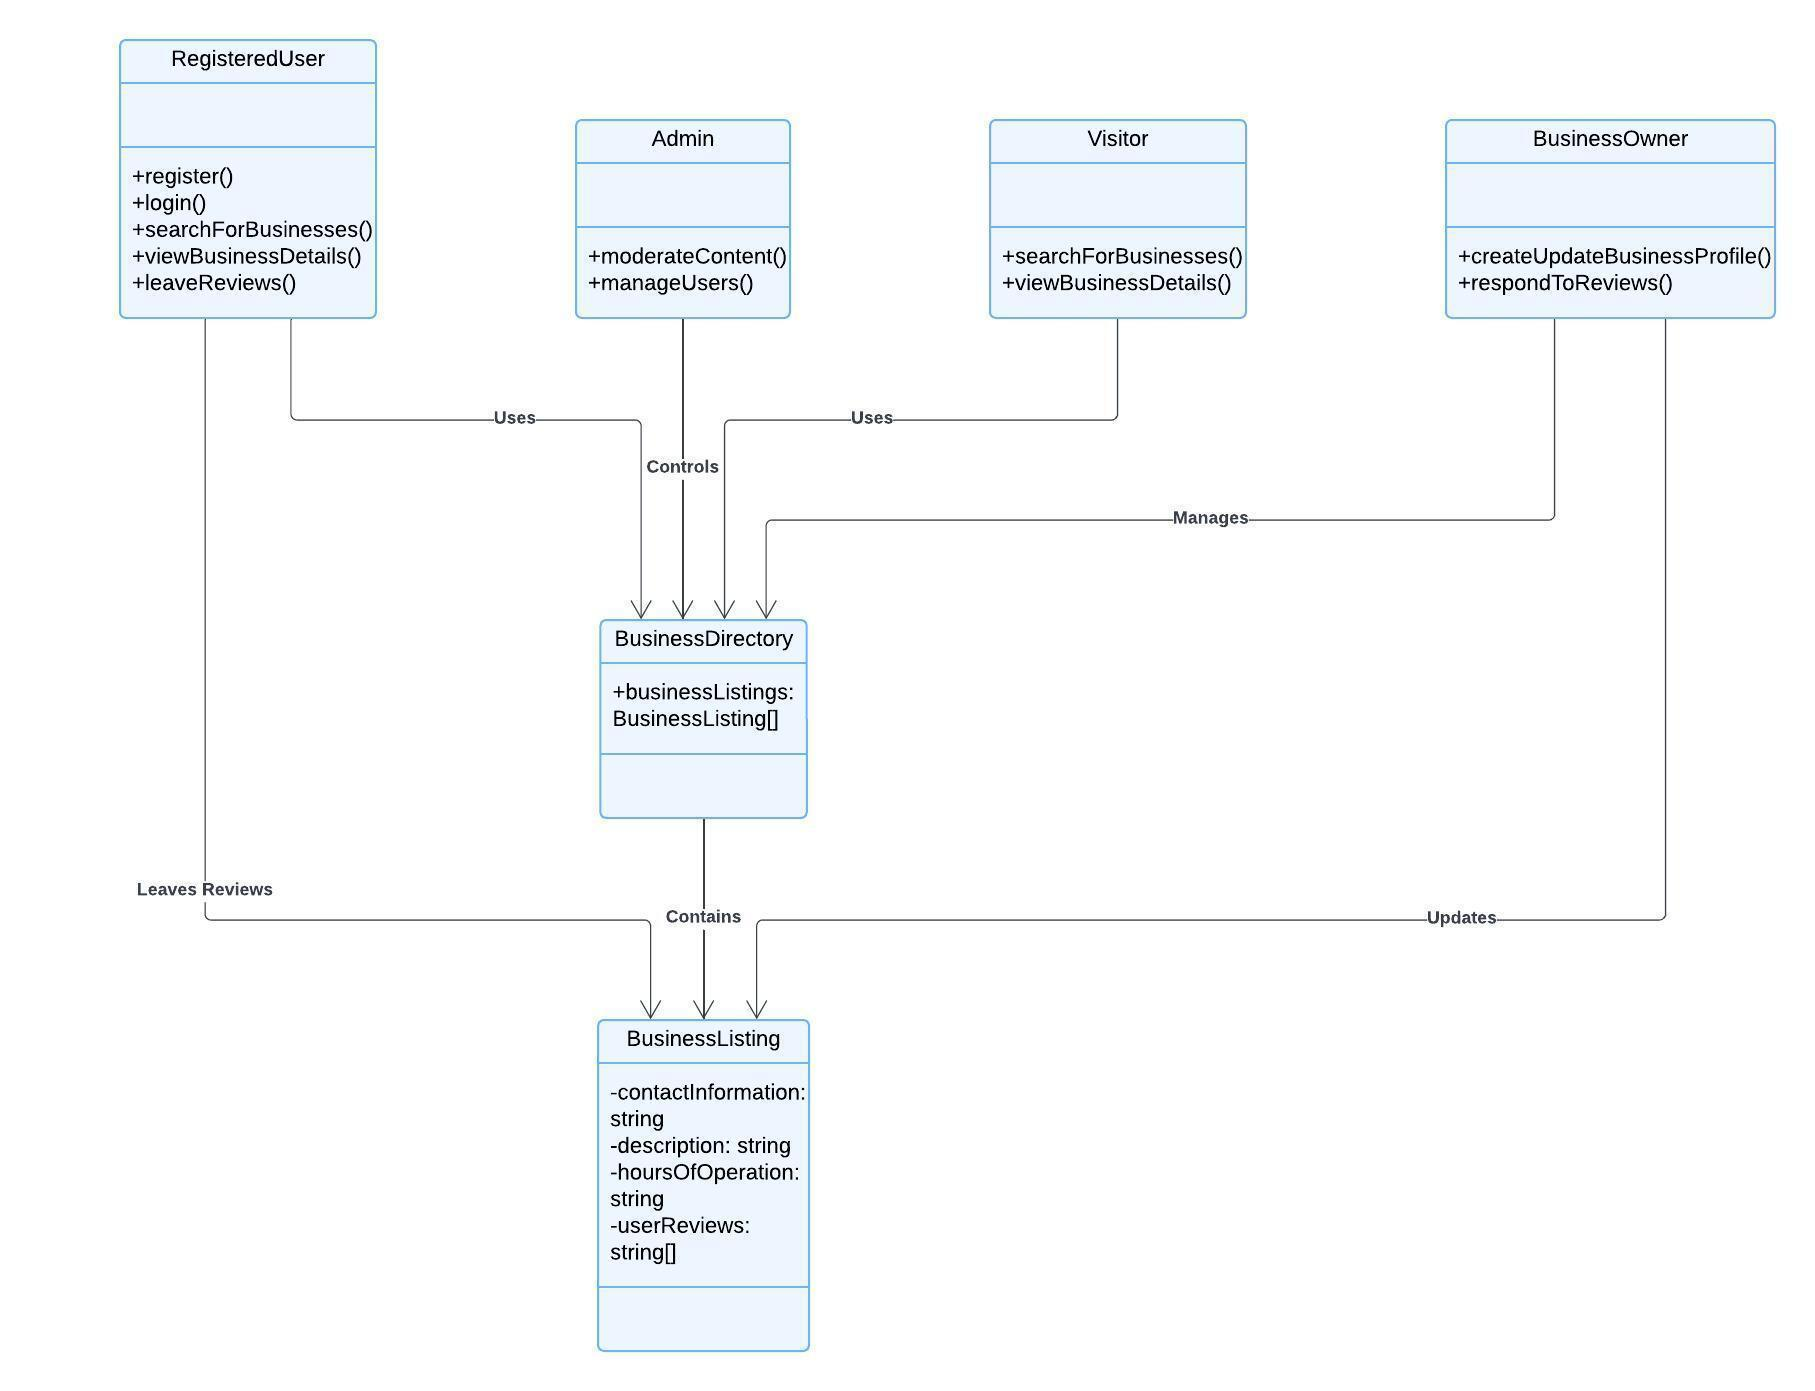 RegisteredUser
+register()
+login()
+searchForBusinesses()
+viewBusinessDetails()
+leaveReviews()
Admin
+moderateContent()
+manageUsers()
Visitor
+searchForBusinesses()
+viewBusinessDetails()
BusinessOwner
+createUpdateBusinessProfile()
+respondToReviews()
Uses
Controls
Uses
Manages
BusinessDirectory
+businessListings:
BusinessListing[]
Leaves Reviews
Contains
Updates
BusinessListing
-contactInformation:
string
-description: string
-hoursOfOperation:
string
-userReviews:
string[]